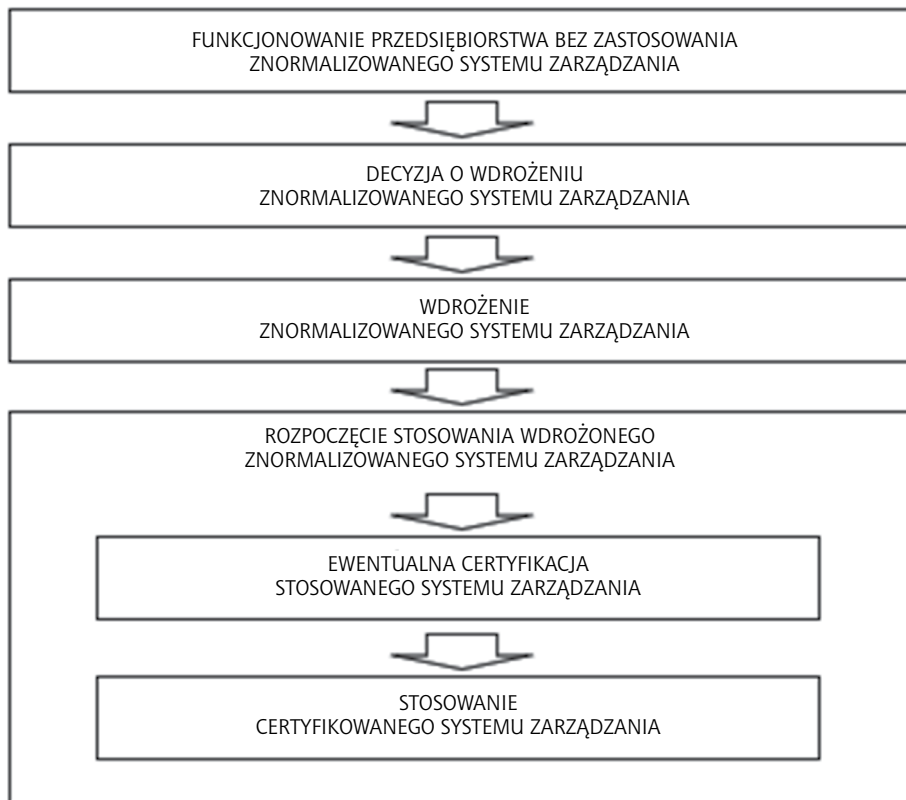 FUNKCJONOWANIE PRZEDSIĘBIORSTWA BEZ ZASTOSOWANIA
ZNORMALIZOWANEGO SYSTEMU ZARZĄDZANIA
DECYZJA O WDROŻENIU
ZNORMALIZOWANEGO SYSTEMU ZARZĄDZANIA
WDROŻENIE
ZNORMALIZOWANEGO SYSTEMU ZARZĄDZANIA
ROZPOCZĘCIE STOSOWANIA WDROŻONEGO
ZNORMALIZOWANEGO SYSTEMU ZARZĄDZANIA
EWENTUALNA CERTYFIKACJA
STOSOWANEGO SYSTEMU ZARZĄDZANIA
STOSOWANIE
CERTYFIKOWANEGO SYSTEMU ZARZĄDZANIA